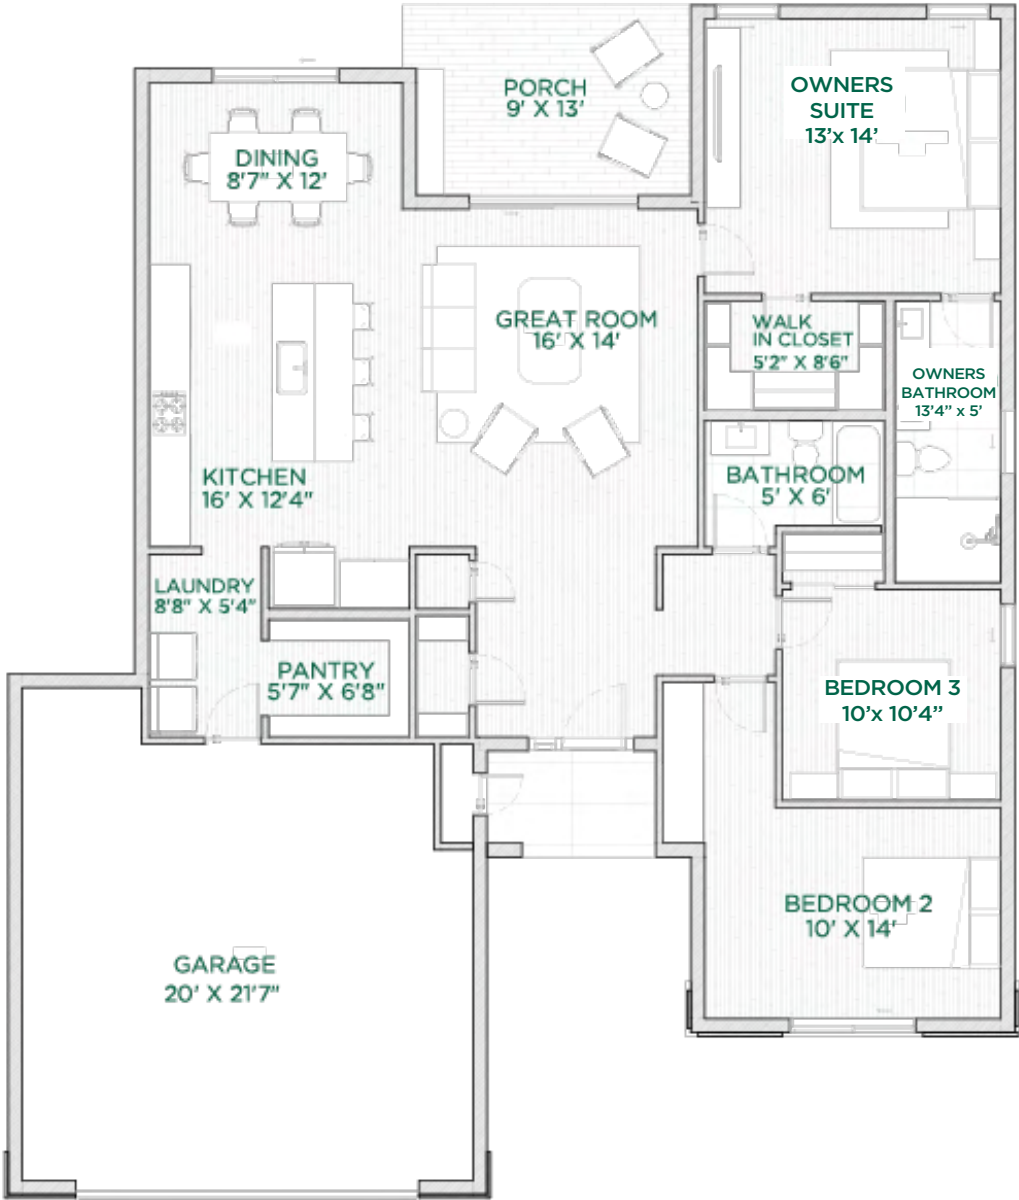 PORCH
9' X 13'
OWNERS
SUITE
13'x 14'
DINING
8'7" X 12'
GREAT ROOM
16' X 14'
WALK
IN CLOSET
5'2" X 8'6"
OWNERS
BATHROOM
13'4" x 5'
KITCHEN
16' X 12'4"
BATHROOM
5' X 6'
LAUNDRY
8'8" X 5'4"
PANTRY
5'7" X 6'8"
BEDROOM 3
10'x 10'4"
BEDROOM 2
10' X 14'
GARAGE
20' X 21'7"